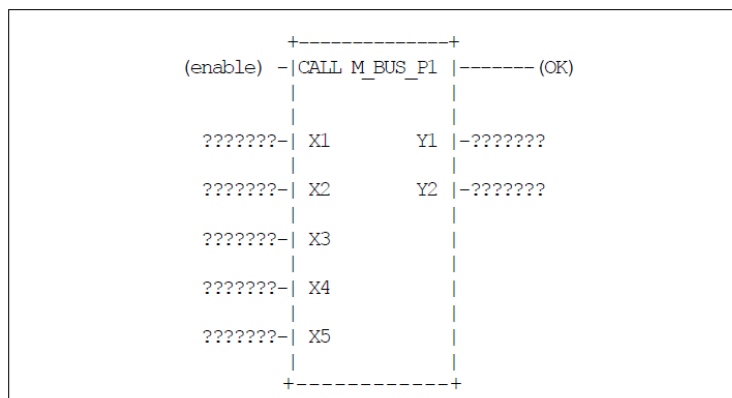 +--------------+
(enable) -|CALL M_BUS_P1 |-------(OK)
| |
| |
???????-| X1 Y1 |-???????
| |
???????-| X2 Y2 |-???????
| |
???????-| X3 |
| |
???????-| X4 |
| |
???????-| X5 |
| |
+------------+